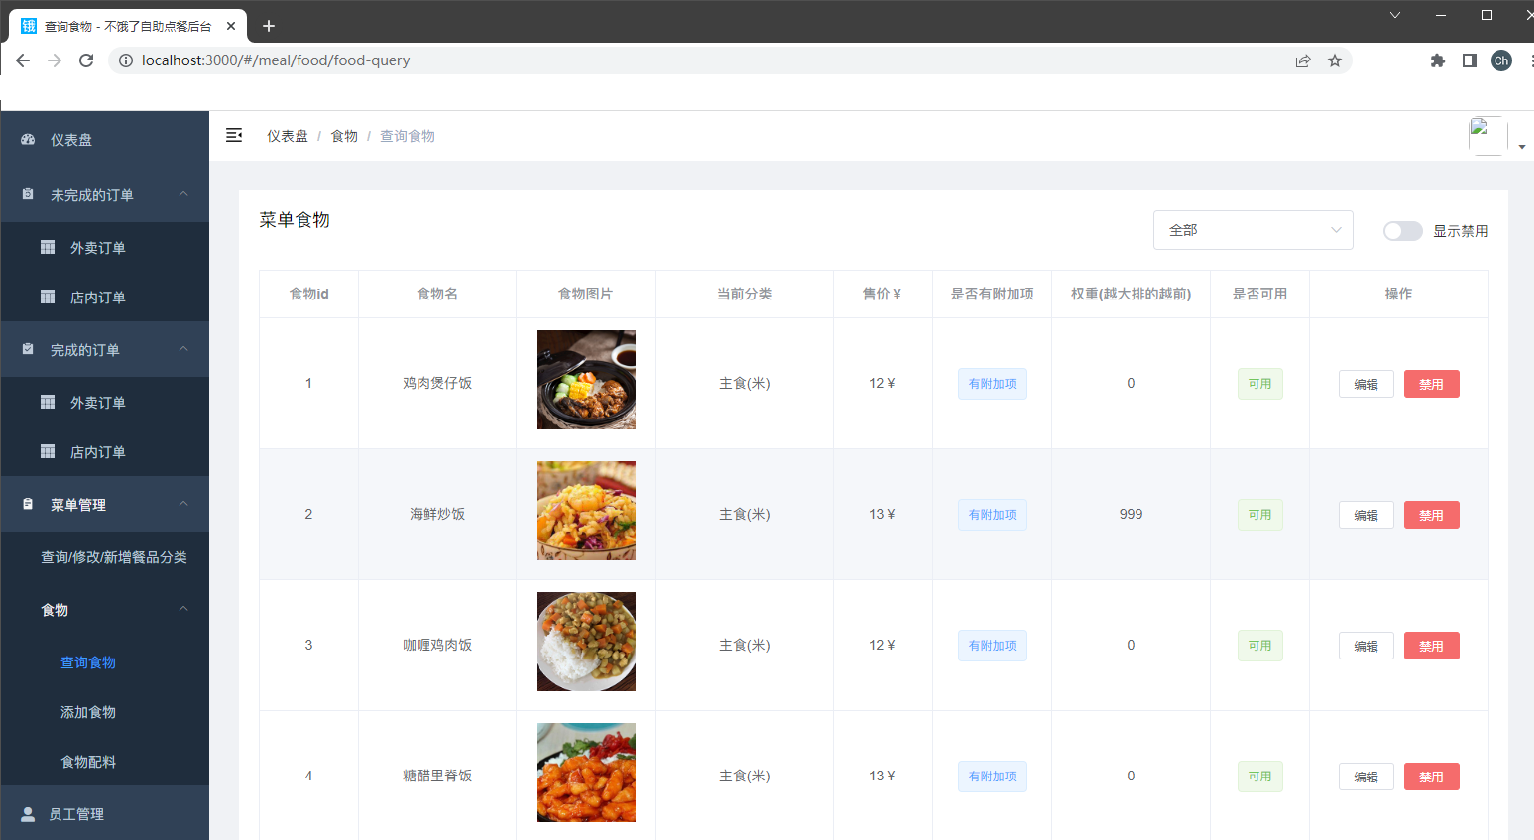 查询食物 - 不饿了自助点餐后台
localhost:3000/#/meal/food/food-query
Ch
仪表盘
未完成的订单
外卖订单
店内订单
完成的订单
外卖订单
店内订单
菜单管理
查询/修改/新增餐品分类
食物
查询食物
添加食物
食物配料
员工管理
仪表盘 / 食物 / 查询食物
菜单食物
全部 显示禁用
食物id 食物名 食物图片 当前分类 售价¥ 是否有附加项 权重(越大排的越前) 是否可用 操作
1 鸡肉煲仔饭 主食(米) 12¥ 有附加项 0 可用 编辑 禁用
2 海鲜炒饭 主食(米) 13¥ 有附加项 999 可用 编辑 禁用
3 咖喱鸡肉饭 主食(米) 12¥ 有附加项 0 可用 编辑 禁用
4 糖醋里脊饭 主食(米) 13¥ 有附加项 0 可用 编辑 禁用